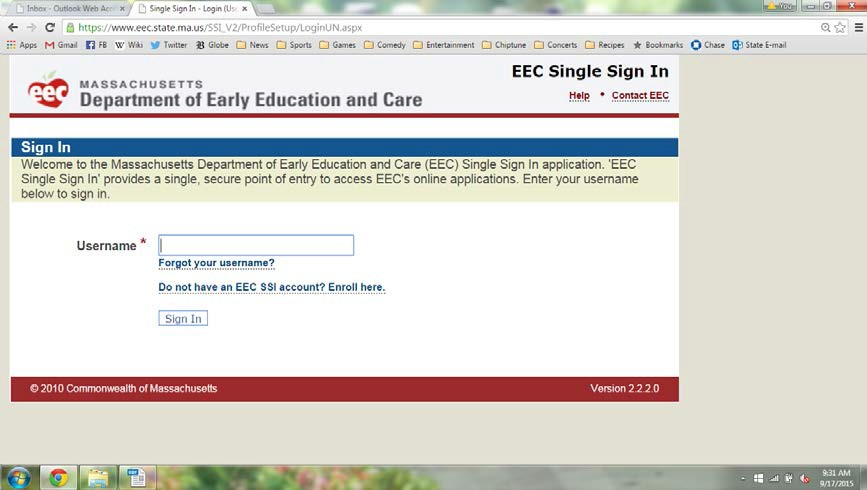 Inbox - Outlook Web Acc
Single Sign In - Login (Use
You
https://www.eec.state.ma.us/SSI_V2/ProfileSetup/LoginUN.aspx
Apps Gmail FB Wiki Twitter Globe News Sports Games Comedy Entertainment Chiptune Concerts Recipes Bookmarks Chase State E-mail
eec
MASSACHUSETTS
Department of Early Education and Care
EEC Single Sign In
Help • Contact EEC
Sign In
Welcome to the Massachusetts Department of Early Education and Care (EEC) Single Sign In application. 'EEC
Single Sign In' provides a single, secure point of entry to access EEC's online applications. Enter your username
below to sign in.
Username *
Forgot your username?
Do not have an EEC SSI account? Enroll here.
Sign In
© 2010 Commonwealth of Massachusetts
Version 2.2.2.0
9:31 AM
9/17/2015